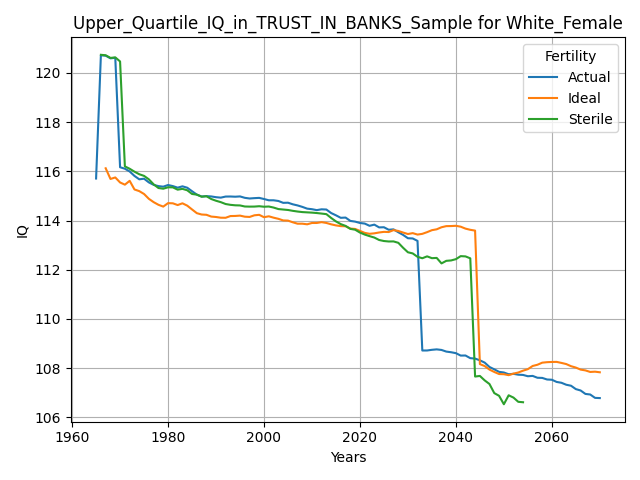 Upper_Quartile_IQ_in_TRUST_IN_BANKS_Sample for White_Female
Fertility
Actual
Ideal
Sterile
IQ
120
118
116
114
112
110
108
106
1960
1980
2000
2020
2040
2060
Years